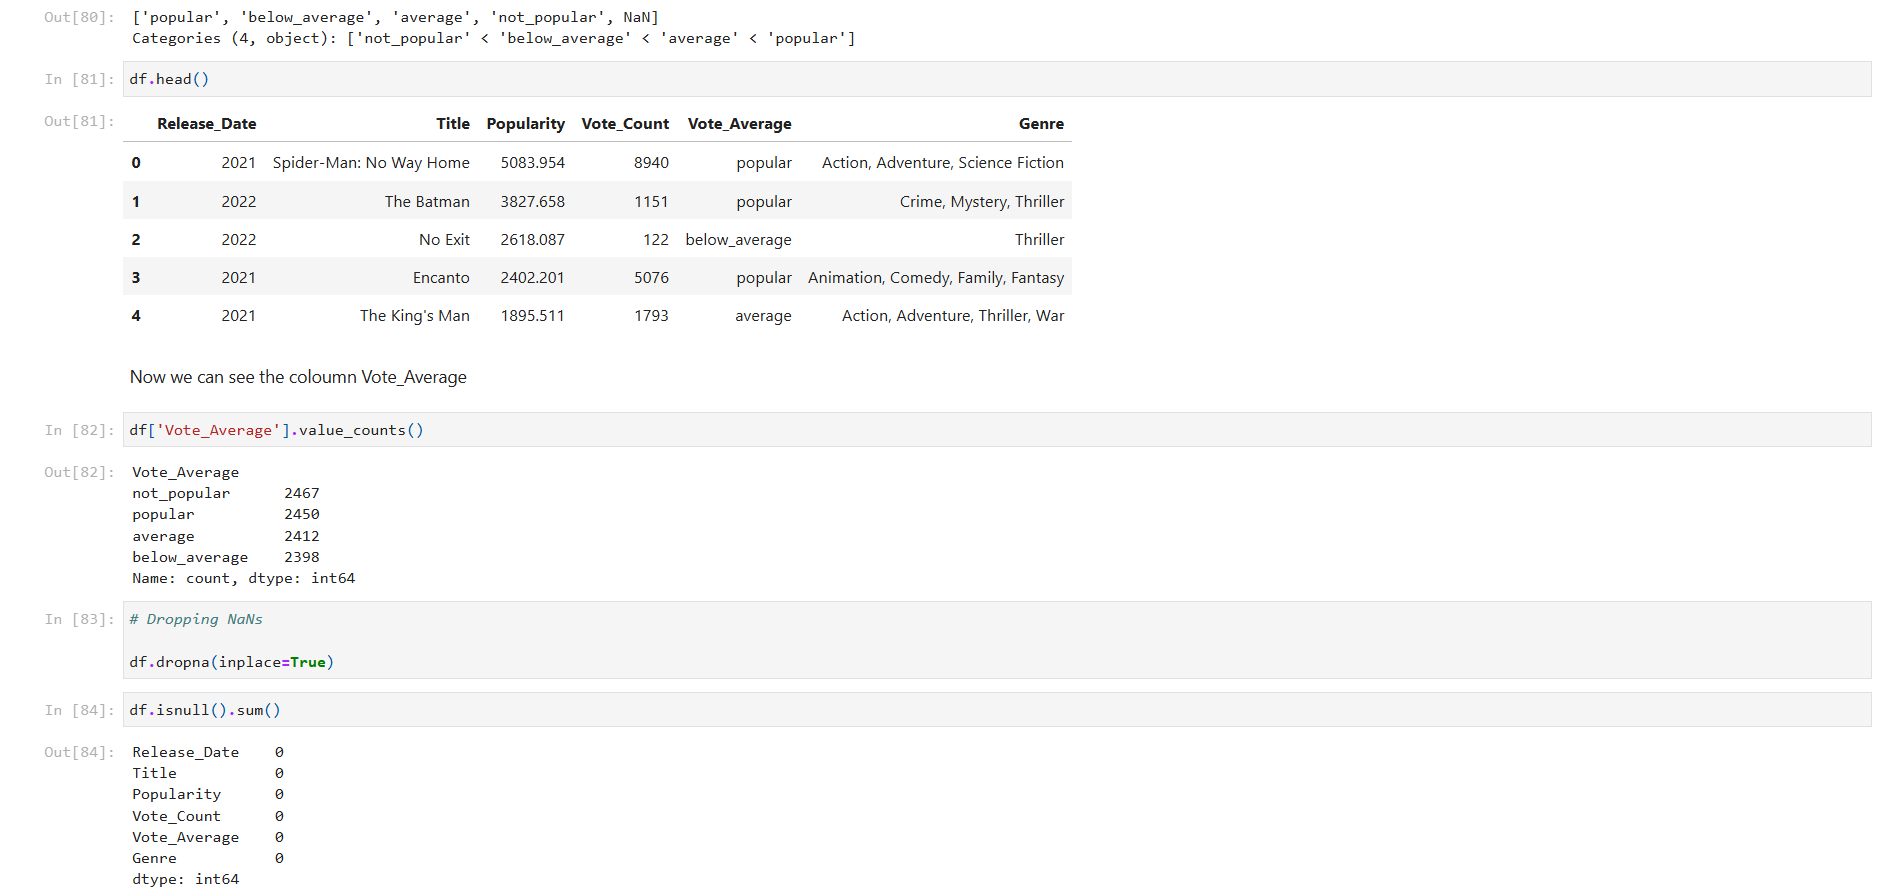 Out[80]: ['popular', 'below_average', 'average', 'not_popular', NaN]
Categories (4, object): ['not_popular' < 'below_average' < 'average' < 'popular']
In [81]: df.head()
Out[81]:
Release_Date Title Popularity Vote_Count Vote_Average Genre
0 2021 Spider-Man: No Way Home 5083.954 8940 popular Action, Adventure, Science Fiction
1 2022 The Batman 3827.658 1151 popular Crime, Mystery, Thriller
2 2022 No Exit 2618.087 122 below_average Thriller
3 2021 Encanto 2402.201 5076 popular Animation, Comedy, Family, Fantasy
4 2021 The King's Man 1895.511 1793 average Action, Adventure, Thriller, War
Now we can see the coloumn Vote_Average
In [82]: df['Vote_Average'].value_counts()
Out[82]: Vote_Average
not_popular 2467
popular 2450
average 2412
below_average 2398
Name: count, dtype: int64
In [83]: # Dropping NaNs
df.dropna(inplace=True)
In [84]: df.isnull().sum()
Out[84]: Release_Date 0
Title 0
Popularity 0
Vote_Count 0
Vote_Average 0
Genre 0
dtype: int64